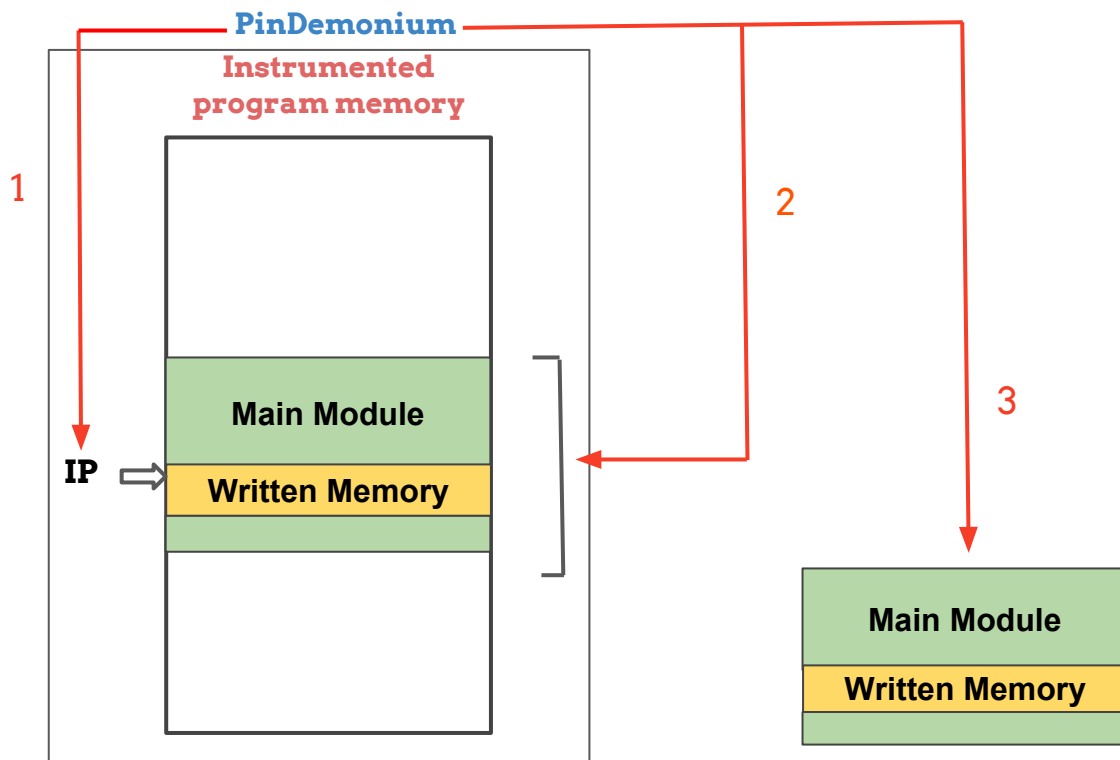 PinDemonium
Instrumented
program memory
1
2
3
Main Module
IP
Written Memory
Main Module
Written Memory